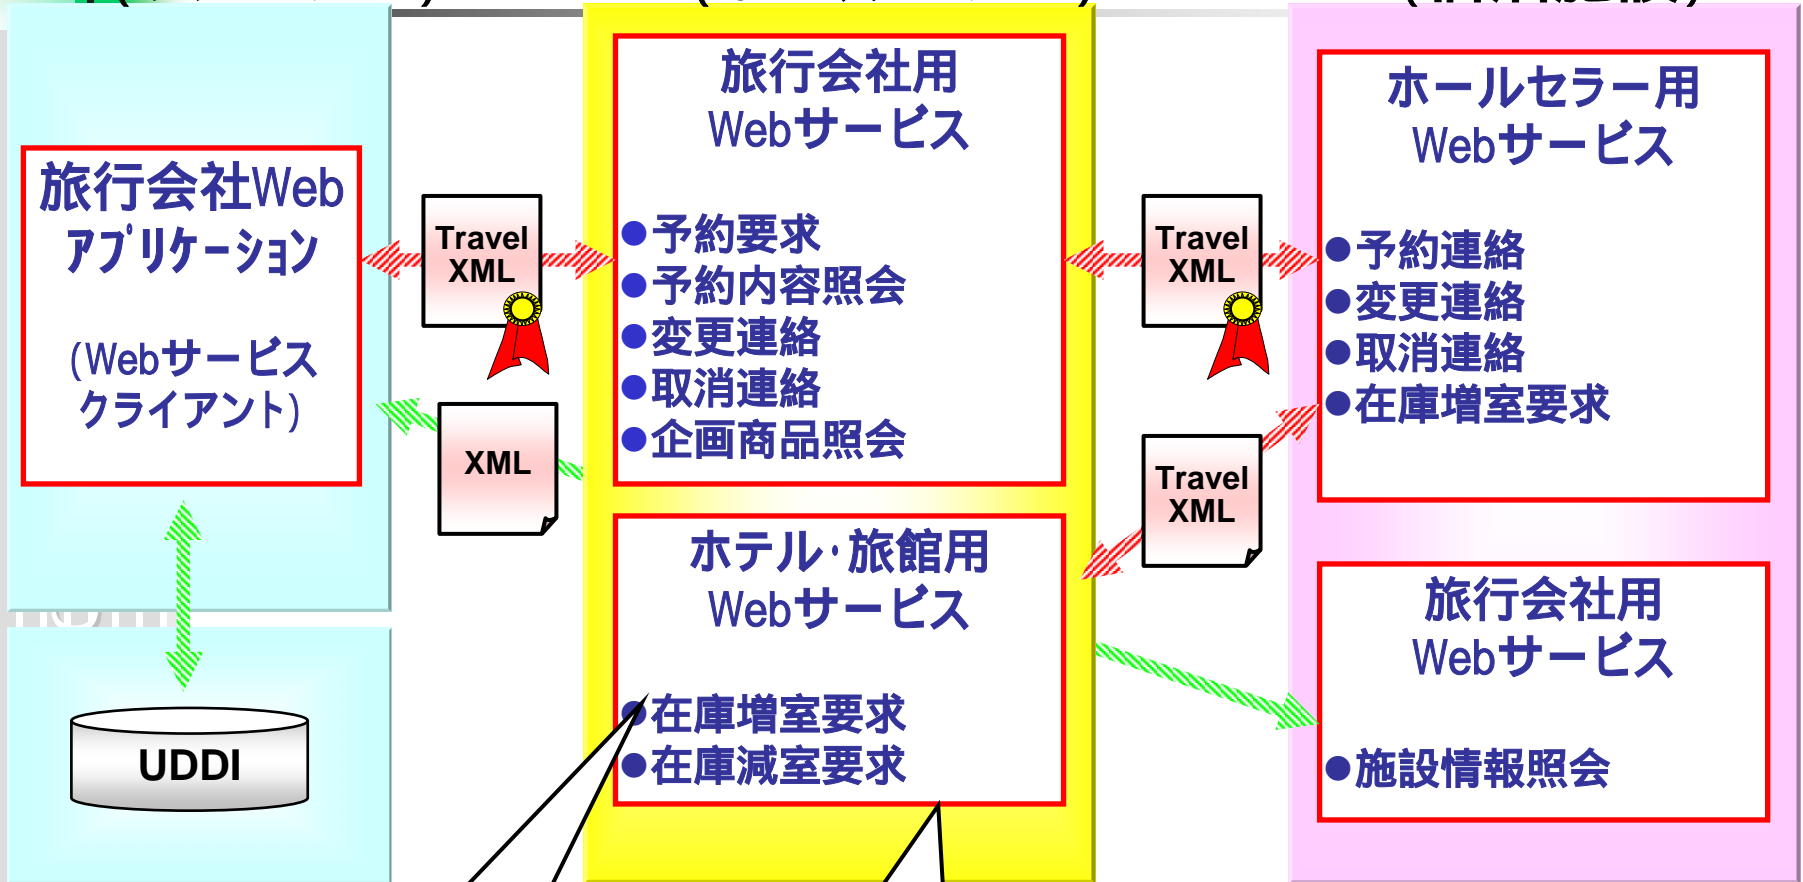 旅行会社Web
アプリケーション
(Webサービス
クライアント)
UDDI
Travel
XML
XML
旅行会社用
Webサービス
●予約要求
●予約内容照会
●変更連絡
●取消連絡
●企画商品照会
ホテル・旅館用
Webサービス
●在庫増室要求
●在庫減室要求
Travel
XML
Travel
XML
ホールセラー用
Webサービス
●予約連絡
●変更連絡
●取消連絡
●在庫増室要求
旅行会社用
Webサービス
●施設情報照会